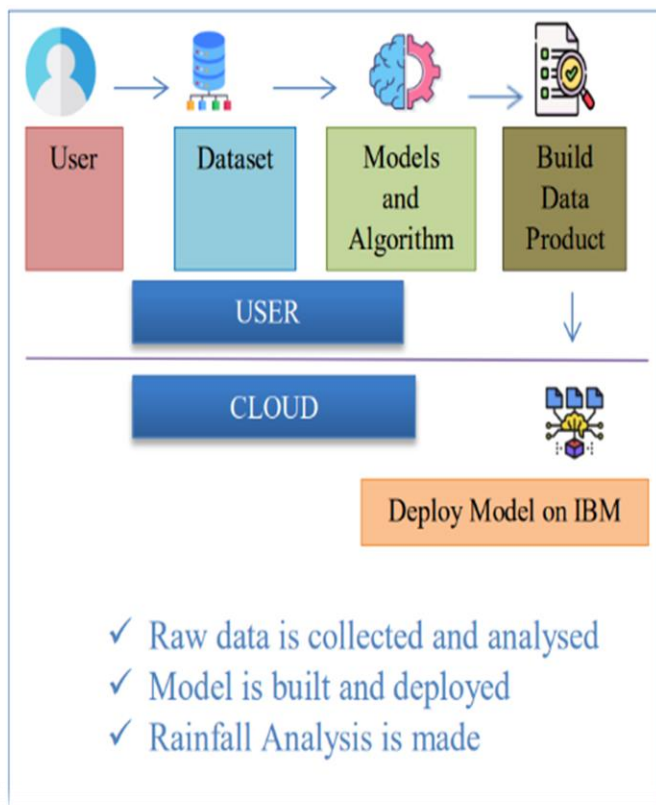 User
Dataset
Models
and
Algorithm
Build
Data
Product
USER
CLOUD
Deploy Model on IBM
Raw data is collected and analysed
Model is built and deployed
Rainfall Analysis is made